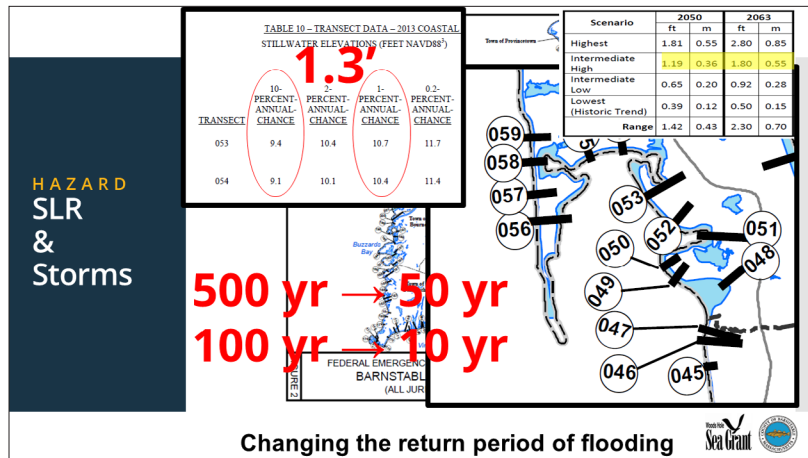 HAZARD
SLR
&
Storms
TABLE 10 – TRANSECT DATA – 2013 COASTAL
STILLWATER ELEVATIONS (FEET NAVD88²)
1.3’
TRANSECT
10-
PERCENT-
ANNUAL-
CHANCE
2-
PERCENT-
ANNUAL-
CHANCE
1-
PERCENT-
ANNUAL-
CHANCE
0.2-
PERCENT-
ANNUAL-
CHANCE
053 9.4 10.4 10.7 11.7
054 9.1 10.1 10.4 11.4
Town of Provincetown
Scenario 2050 2063
ft m ft m
Highest 1.81 0.55 2.80 0.85
Intermediate
High 1.19 0.36 1.80 0.55
Intermediate
Low 0.65 0.20 0.92 0.28
Lowest
(Historic Trend) 0.39 0.12 0.50 0.15
Range 1.42 0.43 2.30 0.70
059
058
057
056
053
052
051
050
049
048
047
046
045
Buzzards
Bay
500 yr → 50 yr
100 yr → 10 yr
FEDERAL EMERGENC
BARNSTABL
(ALL JUR
URE 2
Changing the return period of flooding
Woods Hole
Sea Grant